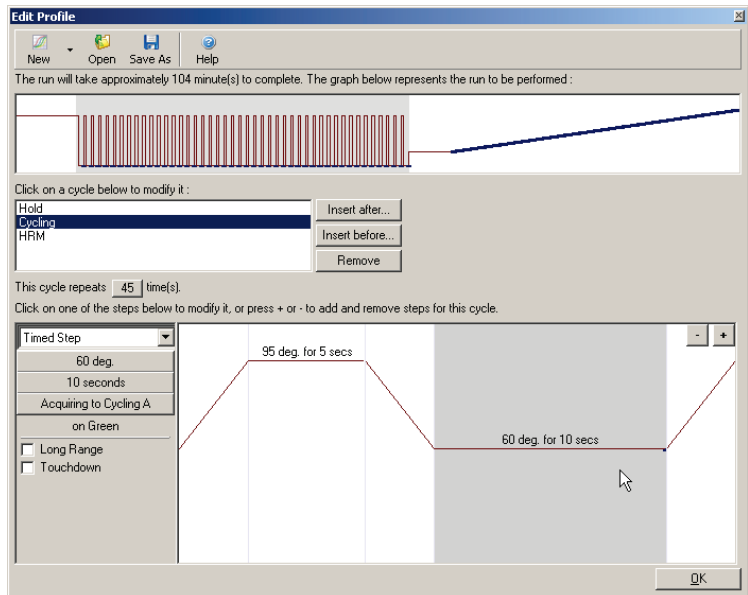 Edit Profile
New Open Save As Help
The run will take approximately 104 minute(s) to complete. The graph below represents the run to be performed :
Click on a cycle below to modify it :
Hold
Cycling
HRM
Insert after...
Insert before...
Remove
This cycle repeats 45 time(s).
Click on one of the steps below to modify it, or press + or - to add and remove steps for this cycle.
Timed Step
60 deg.
10 seconds
Acquiring to Cycling A
on Green
Long Range
Touchdown
95 deg. for 5 secs
60 deg. for 10 secs
- +
OK